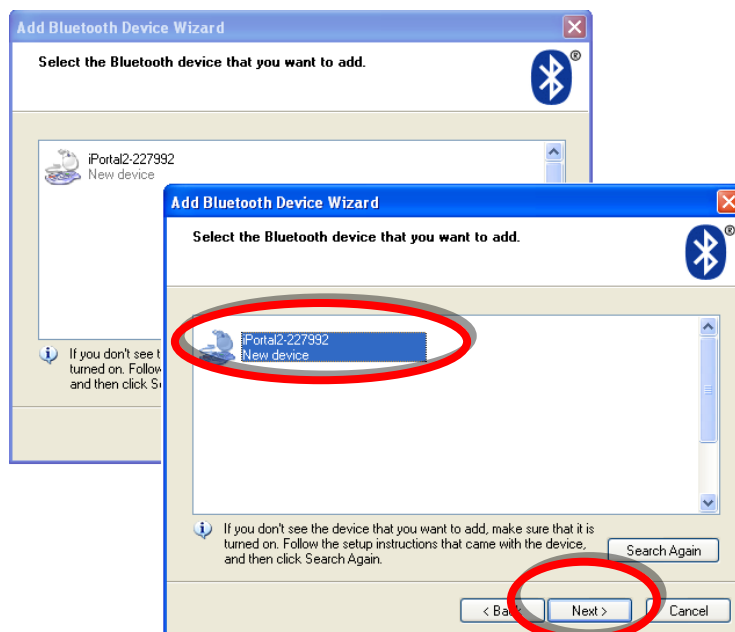 Add Bluetooth Device Wizard
Select the Bluetooth device that you want to add.
®
iPortal2-227992
New device
If you don't see t
turned on. Follow
and then click S
Add Bluetooth Device Wizard
Select the Bluetooth device that you want to add.
®
iPortal2-227992
New device
If you don't see the device that you want to add, make sure that it is
turned on. Follow the setup instructions that came with the device,
and then click Search Again.
Search Again
< Back
Next >
Cancel